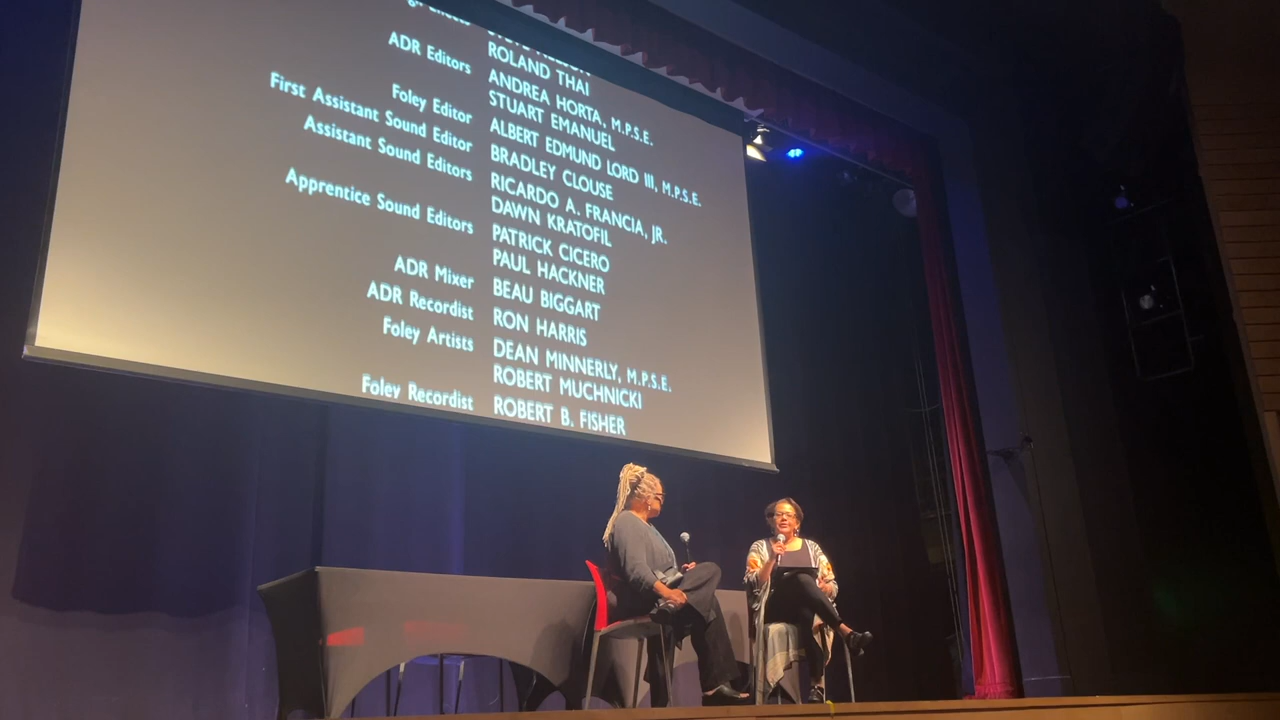 ROLAND THAI
ADR Editors ANDREA HORTA, M.P.S.E.
STUART EMANUEL
Foley Editor ALBERT EDMUND LORD III, M.P.S.E.
First Assistant Sound Editor BRADLEY CLOUSE
Assistant Sound Editors RICARDO A. FRANCIA, JR.
DAWN KRATOFIL
Apprentice Sound Editors PATRICK CICERO
PAUL HACKNER
ADR Mixer BEAU BIGGART
ADR Recordist RON HARRIS
Foley Artists DEAN MINNERLY, M.P.S.E.
ROBERT MUCHNICKI
Foley Recordist ROBERT B. FISHER